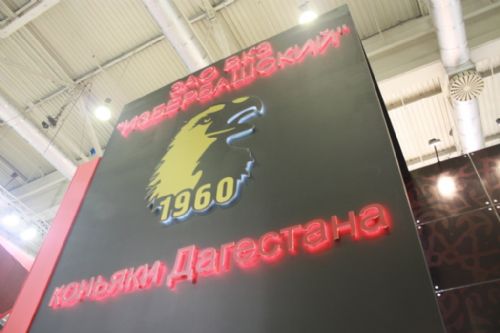 ЗАО ВКЗ
"ИЗБЕРБАШСКИЙ"
1960
КОНЬЯКИ Дагестана